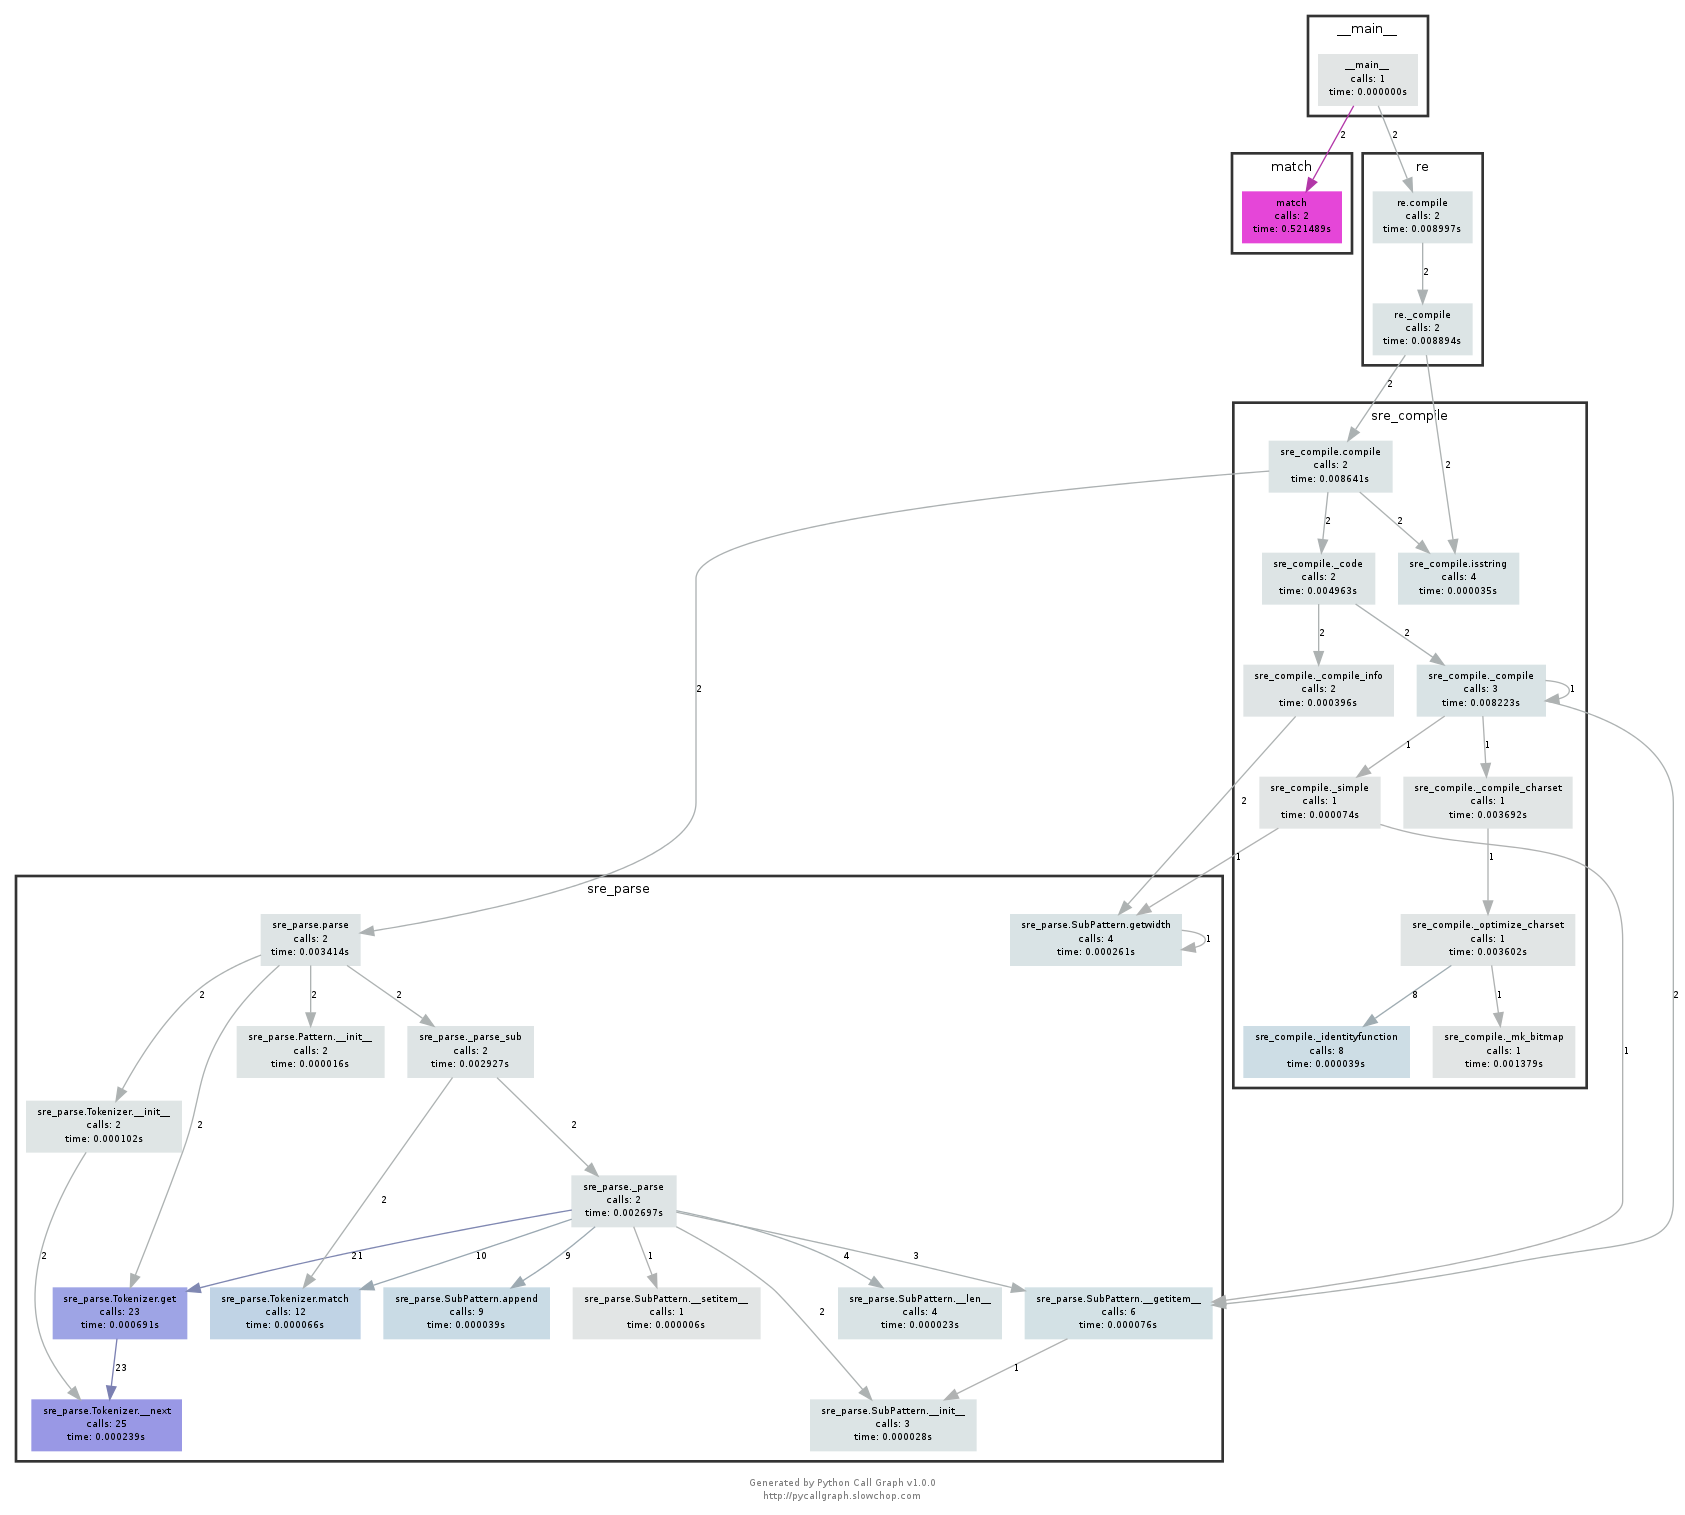 __main__
__main__
calls: 1
time: 0.000000s
2
2
match
match
calls: 2
time: 0.521489s
re
re.compile
calls: 2
time: 0.008997s
2
re._compile
calls: 2
time: 0.008894s
2
2
sre_compile
sre_compile.compile
calls: 2
time: 0.008641s
2
2
2
sre_compile._code
calls: 2
time: 0.004963s
sre_compile.isstring
calls: 4
time: 0.000035s
2
2
sre_compile._compile_info
calls: 2
time: 0.000396s
sre_compile._compile
calls: 3
time: 0.008223s
1
2
1
1
2
sre_compile._simple
calls: 1
time: 0.000074s
sre_compile._compile_charset
calls: 1
time: 0.003692s
1
1
1
sre_compile._optimize_charset
calls: 1
time: 0.003602s
8
1
sre_compile._identityfunction
calls: 8
time: 0.000039s
sre_compile._mk_bitmap
calls: 1
time: 0.001379s
sre_parse
sre_parse.parse
calls: 2
time: 0.003414s
sre_parse.SubPattern.getwidth
calls: 4
time: 0.000261s
1
2
2
2
2
sre_parse.Pattern.__init__
calls: 2
time: 0.000016s
sre_parse._parse_sub
calls: 2
time: 0.002927s
sre_parse.Tokenizer.__init__
calls: 2
time: 0.000102s
2
2
sre_parse._parse
calls: 2
time: 0.002697s
2
21
10
9
1
2
4
3
sre_parse.Tokenizer.get
calls: 23
time: 0.000691s
sre_parse.Tokenizer.match
calls: 12
time: 0.000066s
sre_parse.SubPattern.append
calls: 9
time: 0.000039s
sre_parse.SubPattern.__setitem__
calls: 1
time: 0.000006s
sre_parse.SubPattern.__len__
calls: 4
time: 0.000023s
sre_parse.SubPattern.__getitem__
calls: 6
time: 0.000076s
23
1
sre_parse.Tokenizer.__next
calls: 25
time: 0.000239s
sre_parse.SubPattern.__init__
calls: 3
time: 0.000028s
Generated by Python Call Graph v1.0.0
http://pycallgraph.slowchop.com